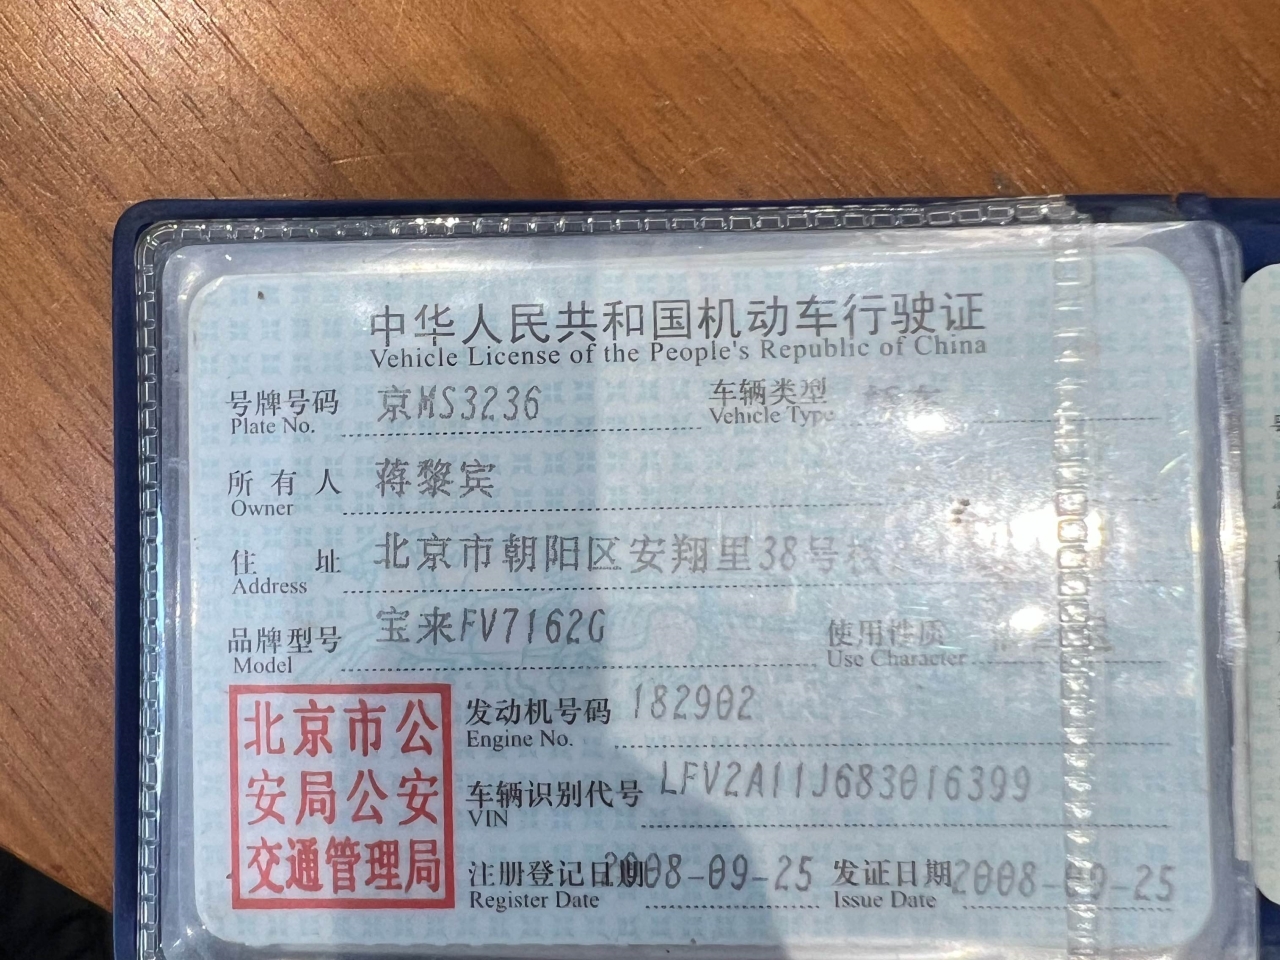 中华人民共和国机动车行驶证
Vehicle License of the People's Republic of China
号牌号码 京MS3236 车辆类型 轿车
Plate No. Vehicle Type
所有人 蒋黎宾
Owner
住址 北京市朝阳区安翔里38号
Address
品牌型号 宝来FV7162G 使用性质
Model Use Character
北京市公安局公安交通管理局
发动机号码 182902
Engine No.
车辆识别代号 LFV2A11J683016399
VIN
注册登记日期 2008-09-25 发证日期 2008-09-25
Register Date Issue Date